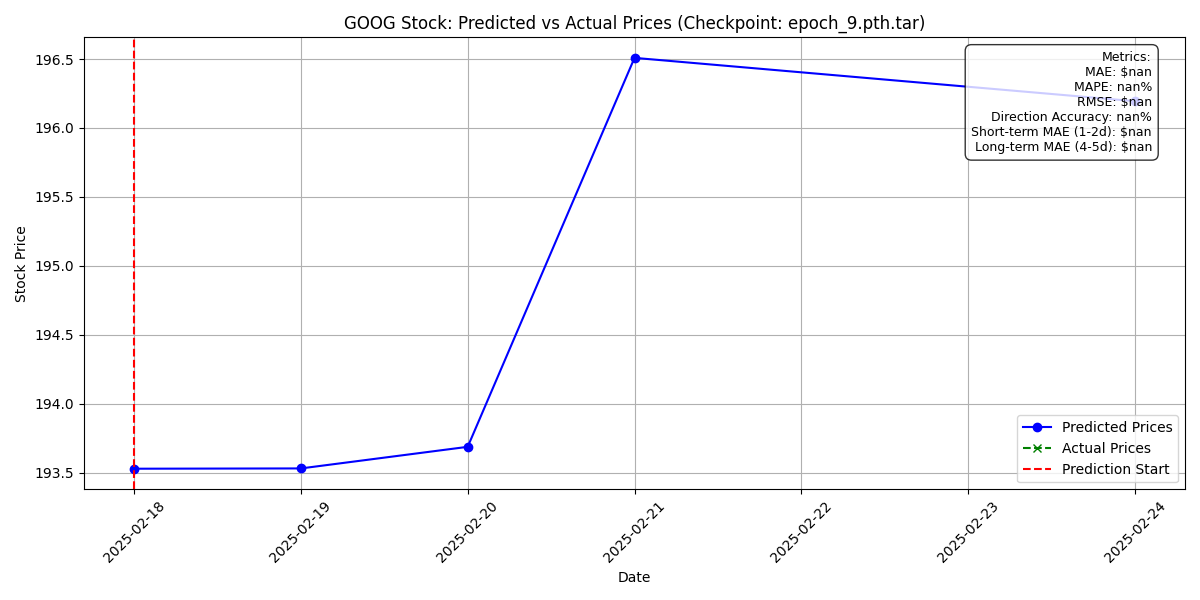 GOOG Stock: Predicted vs Actual Prices (Checkpoint: epoch_9.pth.tar)
Metrics:
MAE: $nan
MAPE: nan%
RMSE: $nan
Direction Accuracy: nan%
Short-term MAE (1-2d): $nan
Long-term MAE (4-5d): $nan
Stock Price
196.5
196.0
195.5
195.0
194.5
194.0
193.5
Predicted Prices
Actual Prices
Prediction Start
2025-02-18
2025-02-19
2025-02-20
2025-02-21
2025-02-22
2025-02-23
2025-02-24
Date